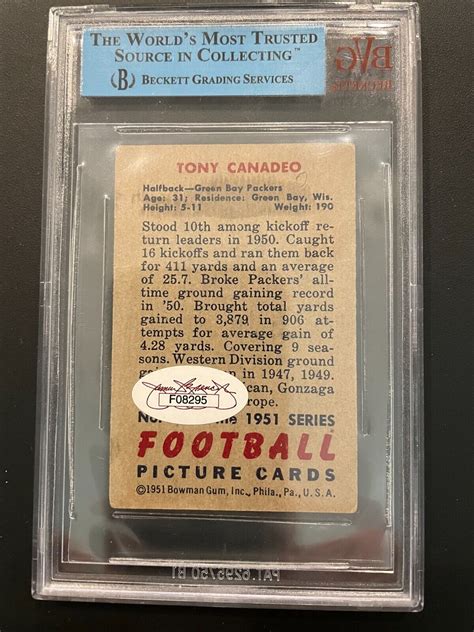 THE WORLD'S MOST TRUSTED
SOURCE IN COLLECTING™
B BECKETT GRADING SERVICES
BVG
TONY CANADEO
Halfback—Green Bay Packers
Age: 31; Residence: Green Bay, Wis.
Height: 5-11 Weight: 190
Stood 10th among kickoff re-
turn leaders in 1950. Caught
16 kickoffs and ran them back
for 411 yards and an average
of 25.7. Broke Packers' all-
time ground gaining record
in '50. Brought total yards
gained to 3,879 in 906 at-
tempts for average gain of
4.28 yards. Covering 9 sea-
sons. Western Division ground
in 1947, 1949.
can, Gonzaga
F08295
No. 1951 SERIES
FOOTBALL
PICTURE CARDS
©1951 Bowman Gum, Inc., Phila., Pa., U.S.A.